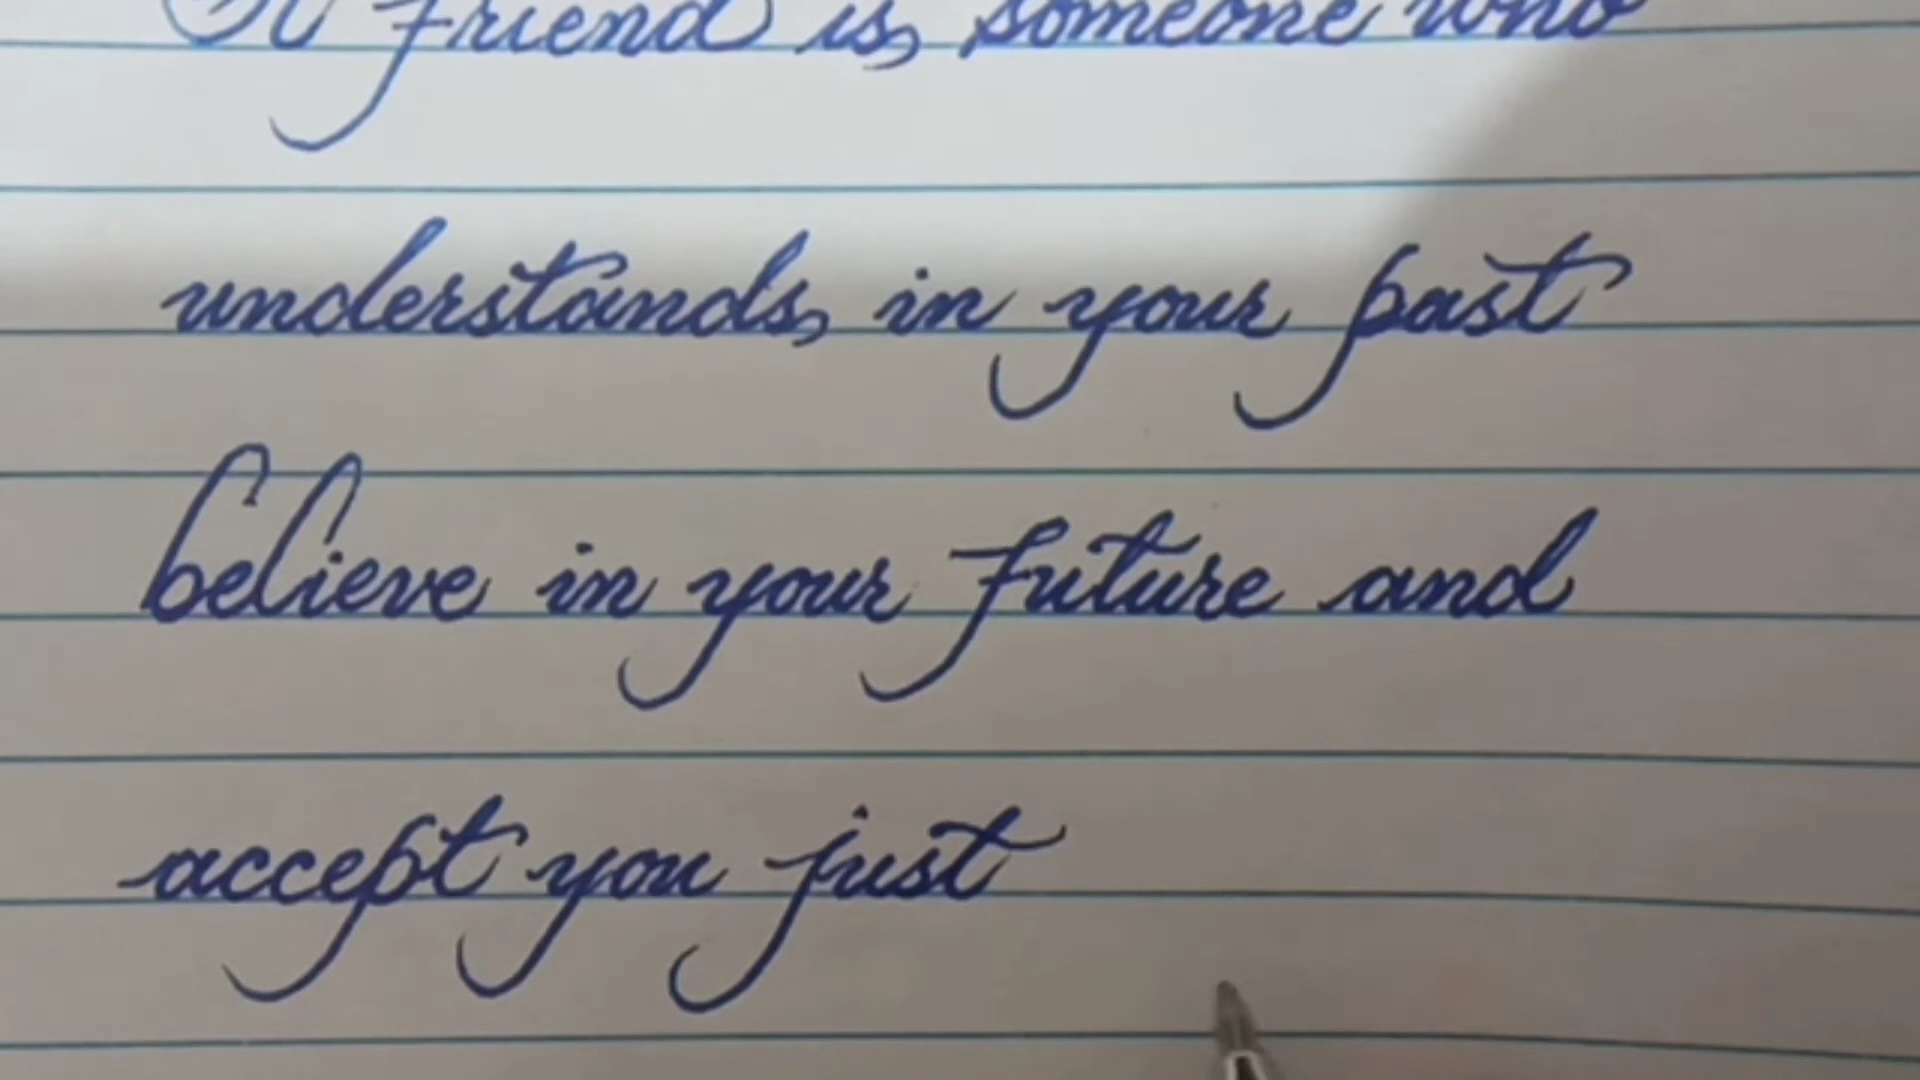 A friend is someone who
understands in your past
believe in your future and
accept you just